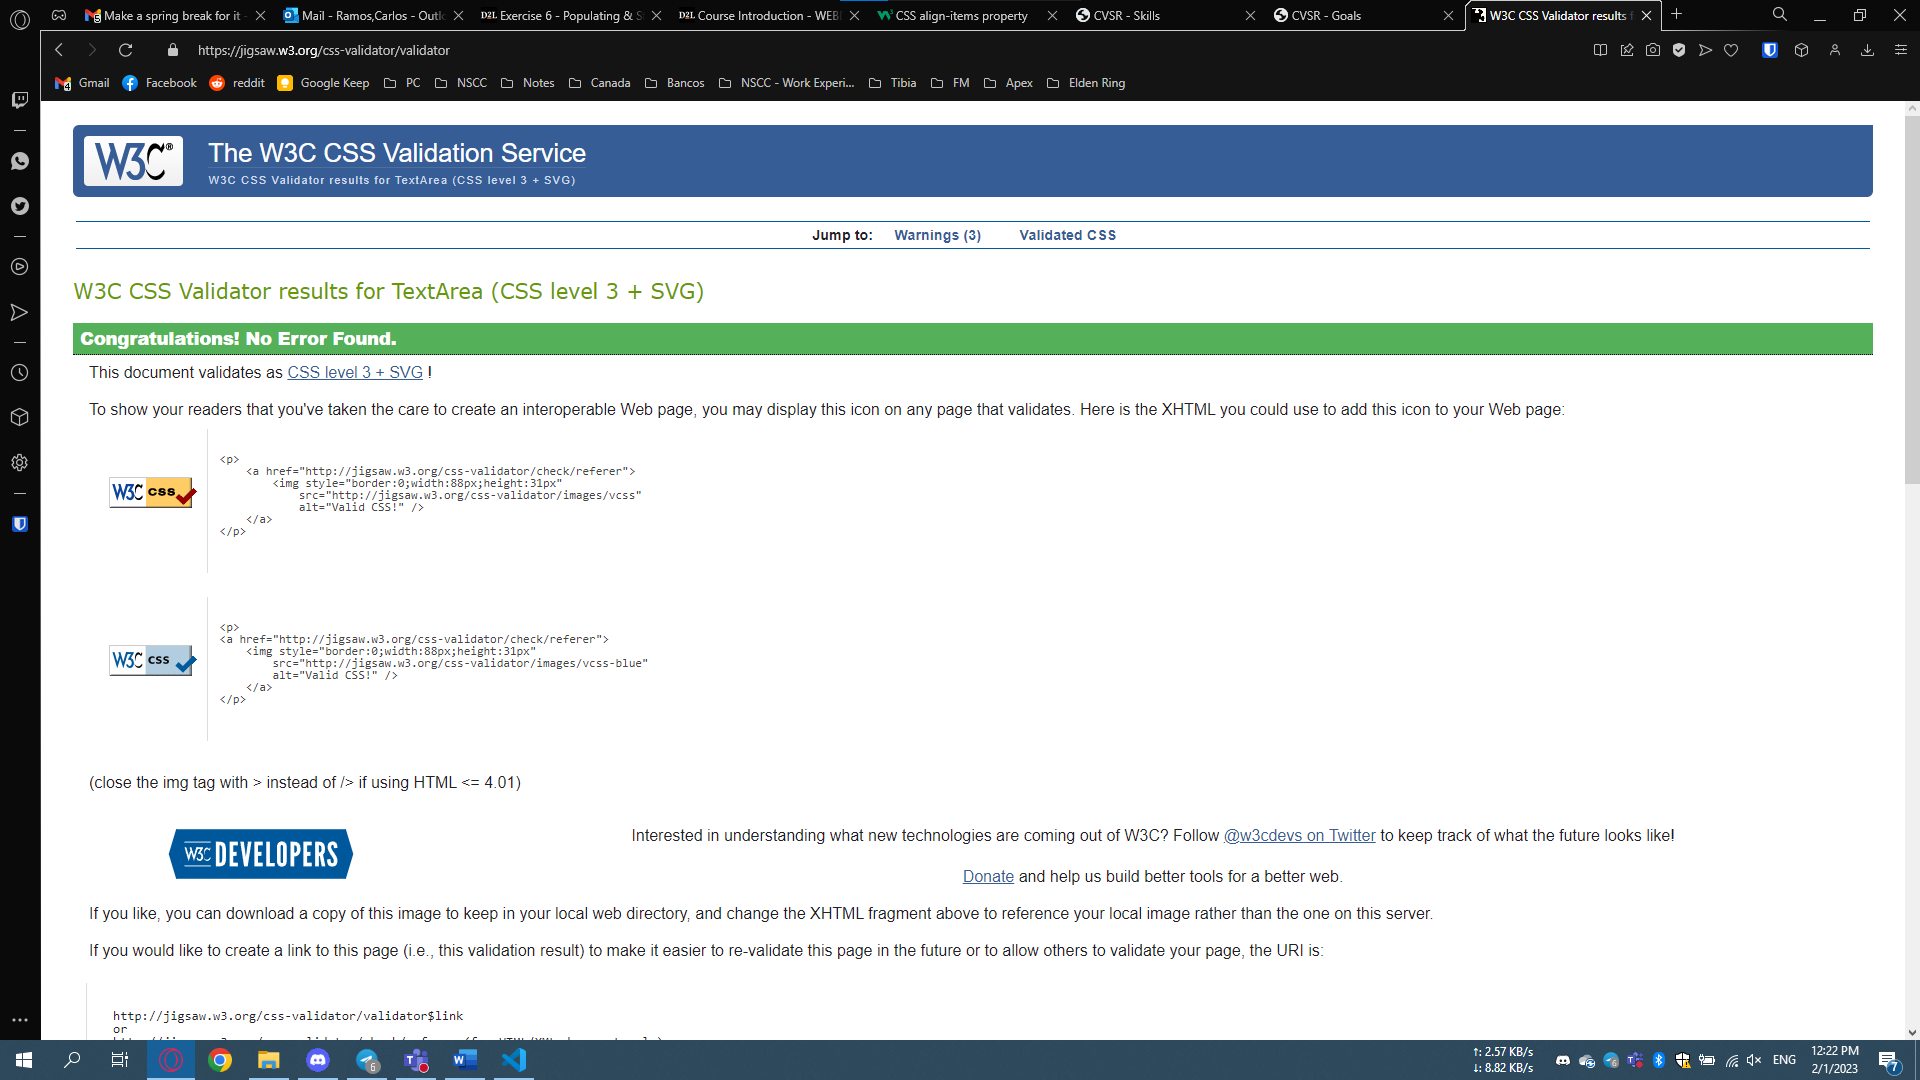 Make a spring break for it -
Mail - Ramos,Carlos - Outl
D2L Exercise 6 - Populating & S
D2L Course Introduction - WEB
CSS align-items property
CVSR - Skills
CVSR - Goals
W3C CSS Validator results f
https://jigsaw.w3.org/css-validator/validator
Gmail
Facebook
reddit
Google Keep
PC
NSCC
Notes
Canada
Bancos
NSCC - Work Experi...
Tibia
FM
Apex
Elden Ring
W3C®
The W3C CSS Validation Service
W3C CSS Validator results for TextArea (CSS level 3 + SVG)
Jump to: Warnings (3) Validated CSS
W3C CSS Validator results for TextArea (CSS level 3 + SVG)
Congratulations! No Error Found.
This document validates as CSS level 3 + SVG !
To show your readers that you've taken the care to create an interoperable Web page, you may display this icon on any page that validates. Here is the XHTML you could use to add this icon to your Web page:
W3C css
<p>
<a href="http://jigsaw.w3.org/css-validator/check/referer">
<img style="border:0;width:88px;height:31px"
src="http://jigsaw.w3.org/css-validator/images/vcss"
alt="Valid CSS!" />
</a>
</p>
W3C css
<p>
<a href="http://jigsaw.w3.org/css-validator/check/referer">
<img style="border:0;width:88px;height:31px"
src="http://jigsaw.w3.org/css-validator/images/vcss-blue"
alt="Valid CSS!" />
</a>
</p>
(close the img tag with > instead of /> if using HTML <= 4.01)
W3C DEVELOPERS
Interested in understanding what new technologies are coming out of W3C? Follow @w3cdevs on Twitter to keep track of what the future looks like!
Donate and help us build better tools for a better web.
If you like, you can download a copy of this image to keep in your local web directory, and change the XHTML fragment above to reference your local image rather than the one on this server.
If you would like to create a link to this page (i.e., this validation result) to make it easier to re-validate this page in the future or to allow others to validate your page, the URI is:
http://jigsaw.w3.org/css-validator/validator$link
or
↑: 2.57 KB/s
↓: 8.82 KB/s
ENG
12:22 PM
2/1/2023
7